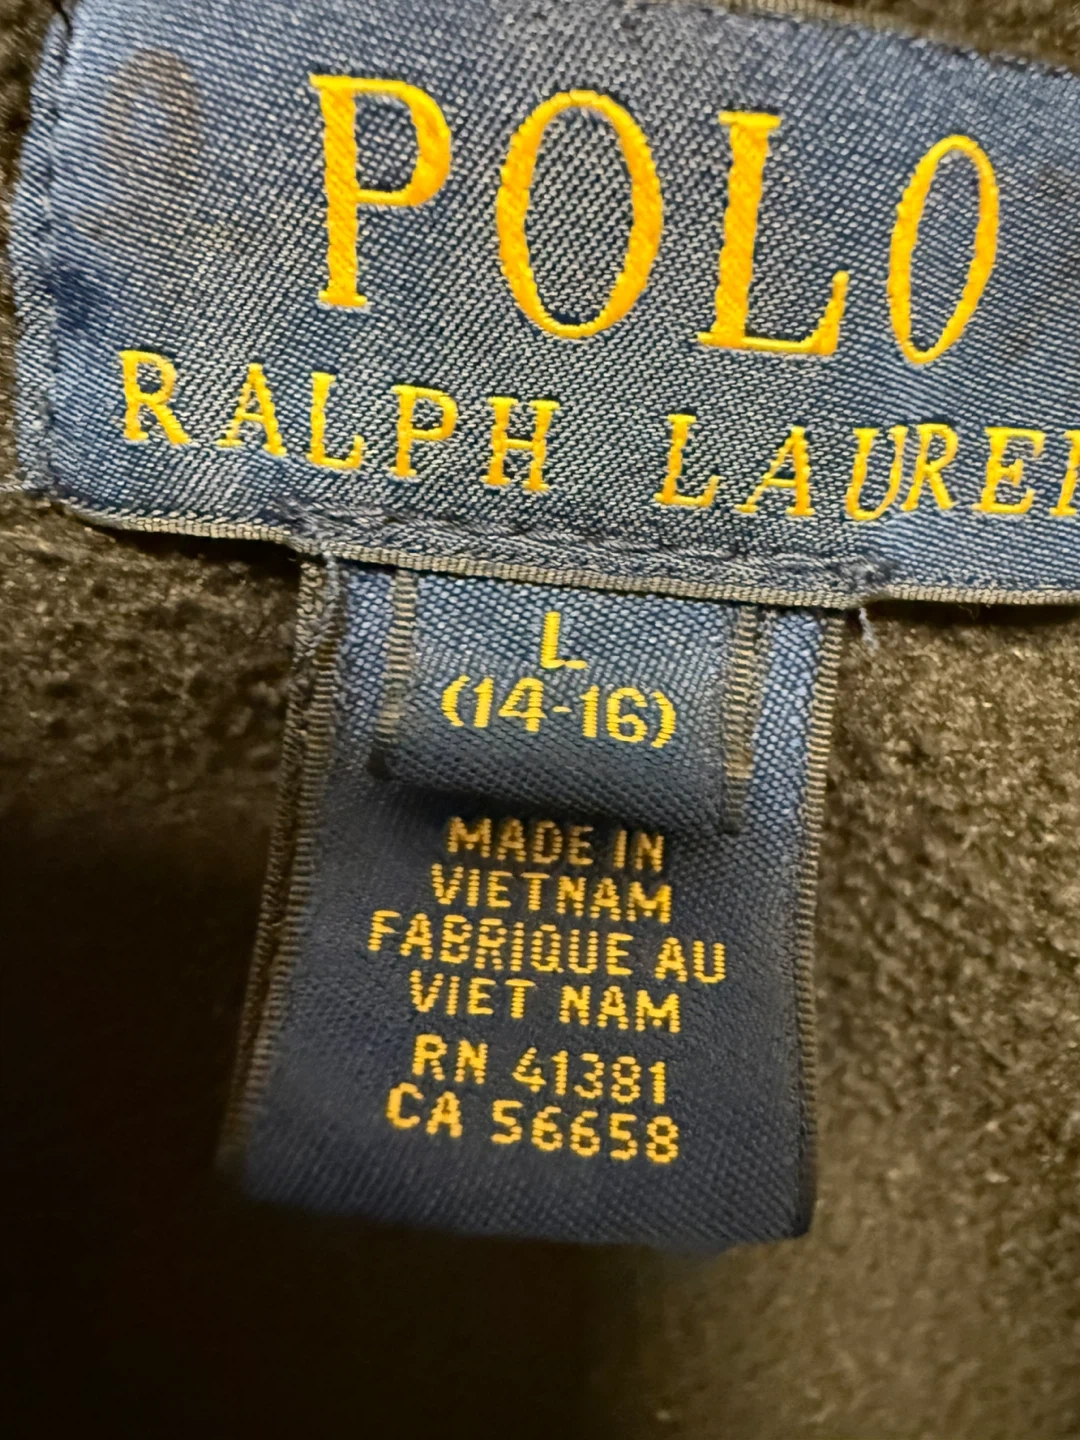 POLO
RALPH LAUREN
L
(14-16)
MADE IN
VIETNAM
FABRIQUE AU
VIET NAM
RN 41381
CA 56658